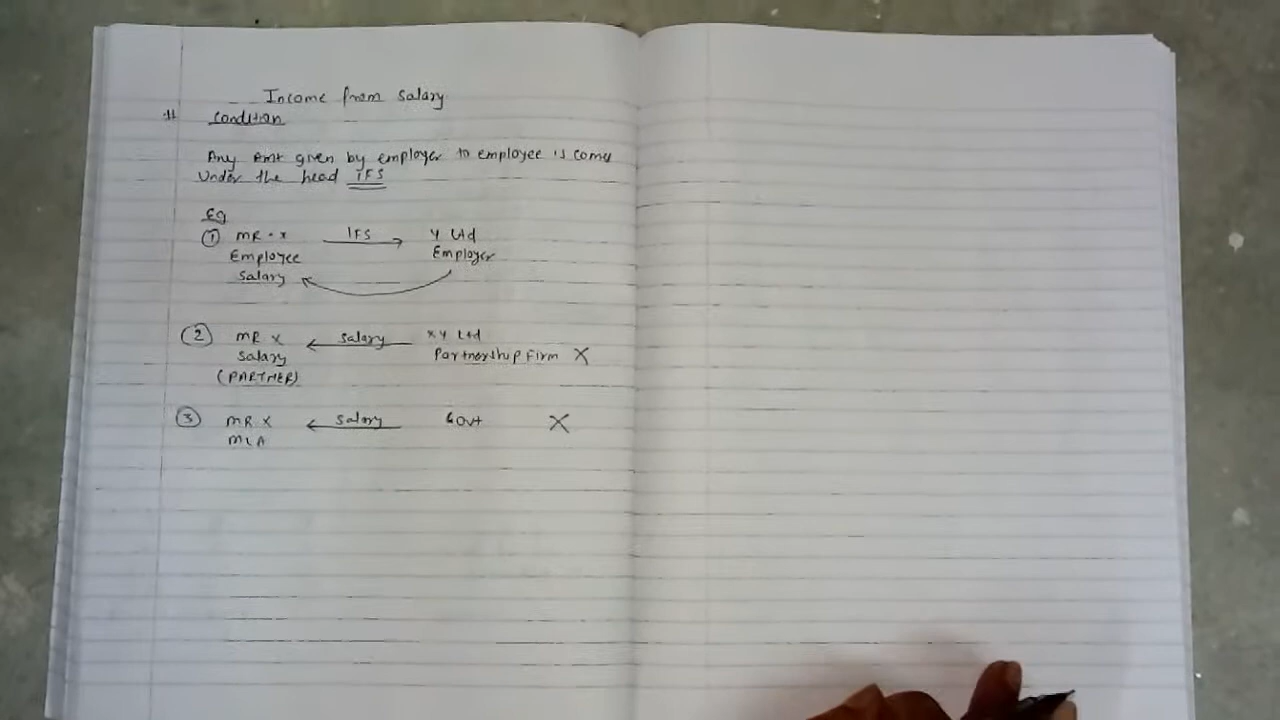 Income from Salary
# Condition
Any Amt given by employer to employee is comes
under the head IFS
Eg
① MR. X IFS Y Ltd
Employee Employer
Salary
② MR X Salary XY Ltd
Salary Partnership Firm X
(PARTNER)
③ MR X Salary Govt X
MLA